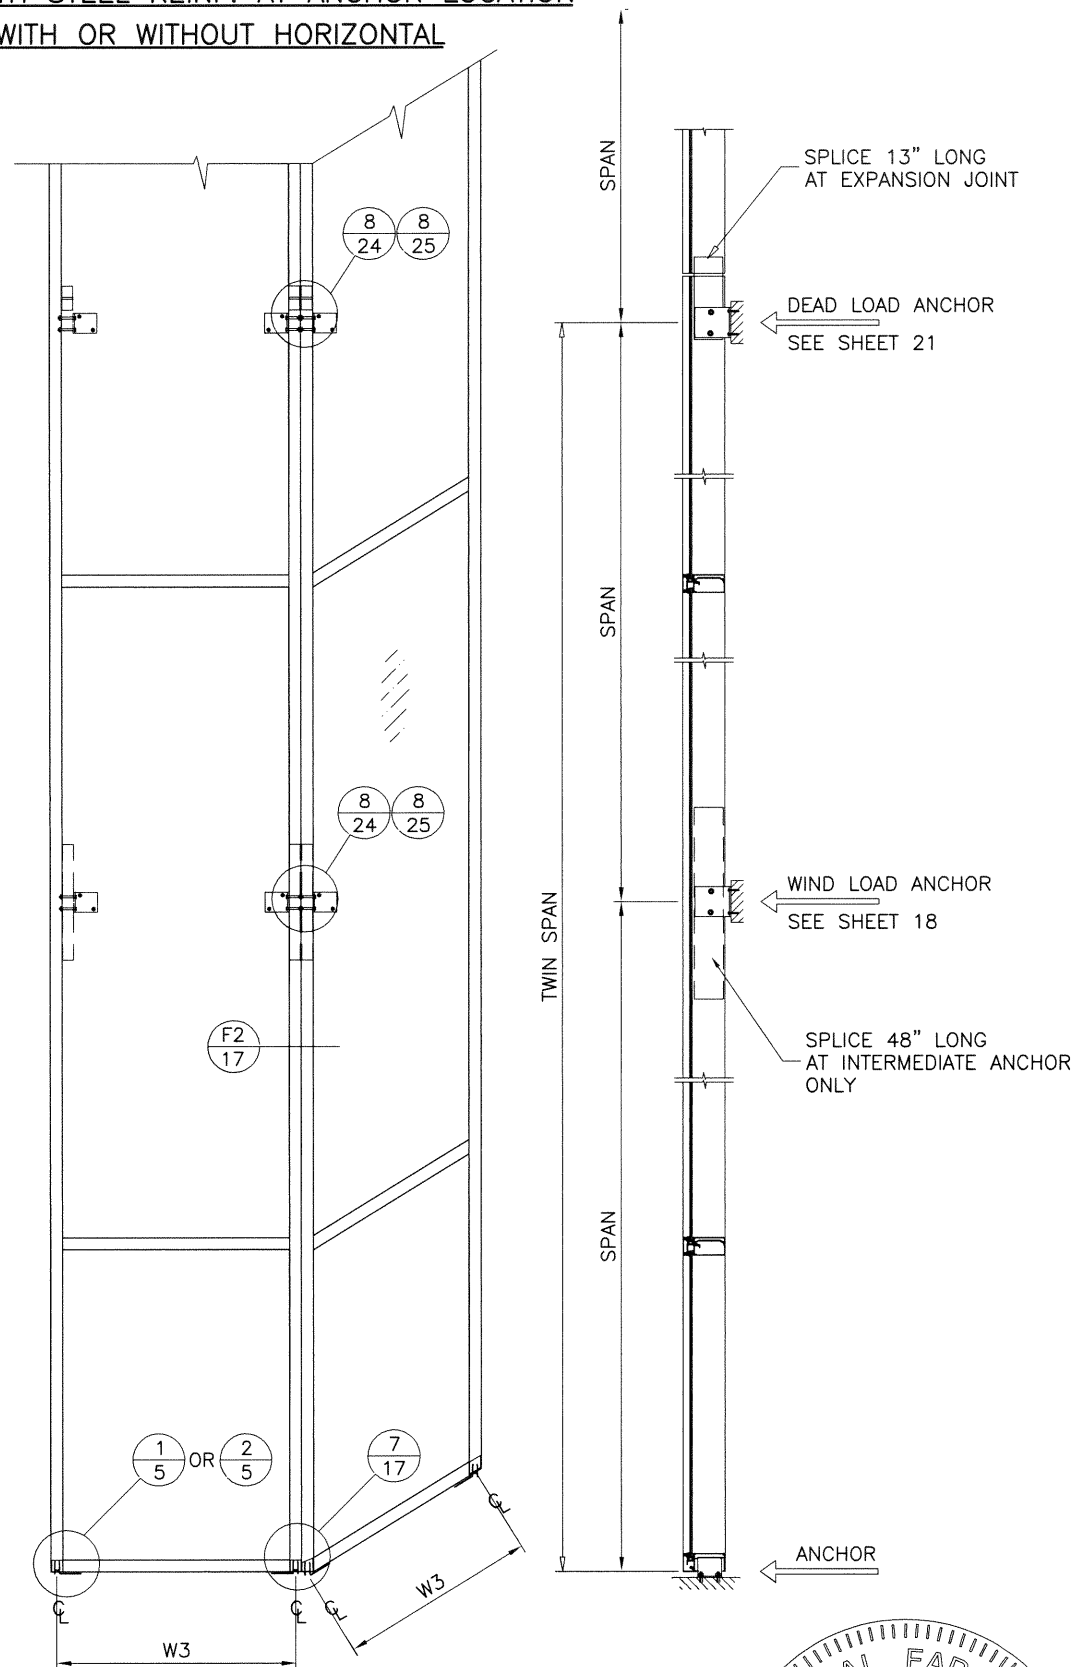 WITH OR WITHOUT HORIZONTAL
SPAN
SPLICE 13" LONG
AT EXPANSION JOINT
8
24
8
25
DEAD LOAD ANCHOR
SEE SHEET 21
SPAN
8
24
8
25
TWIN SPAN
WIND LOAD ANCHOR
SEE SHEET 18
F2
17
SPLICE 48" LONG
AT INTERMEDIATE ANCHOR
ONLY
SPAN
1
5
OR
2
5
7
17
℄
ANCHOR
W3
℄
℄
℄
W3